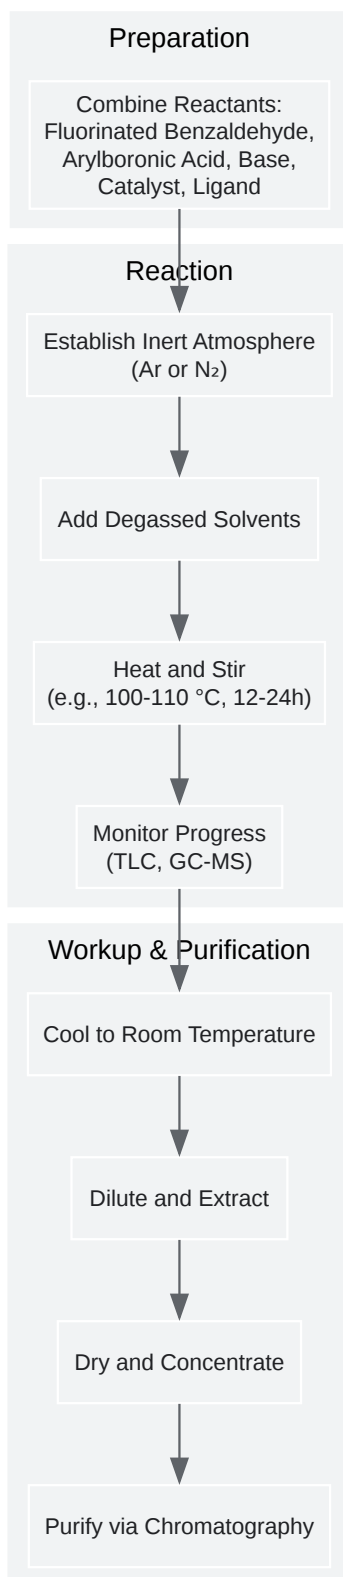 Preparation
Combine Reactants:
Fluorinated Benzaldehyde,
Arylboronic Acid, Base,
Catalyst, Ligand
Reaction
Establish Inert Atmosphere
(Ar or N₂)
Add Degassed Solvents
Heat and Stir
(e.g., 100-110 °C, 12-24h)
Monitor Progress
(TLC, GC-MS)
Workup & Purification
Cool to Room Temperature
Dilute and Extract
Dry and Concentrate
Purify via Chromatography